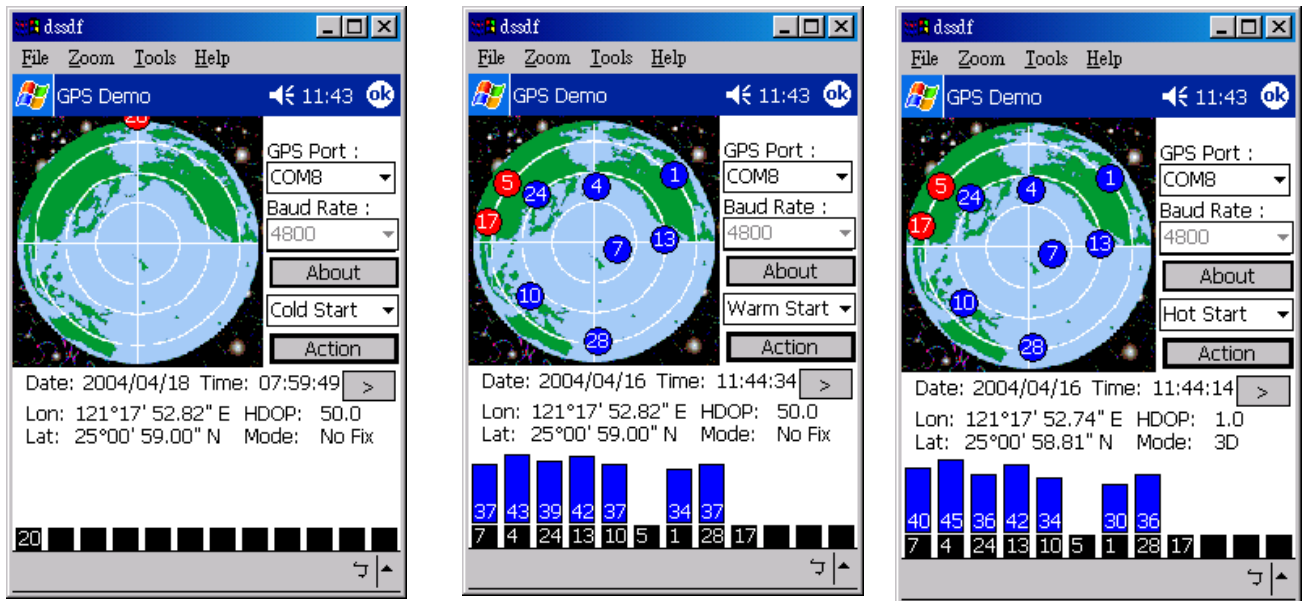 dssdf
File Zoom Tools Help
GPS Demo 11:43 ok
20
GPS Port :
COM8
Baud Rate :
4800
About
Cold Start
Action
Date: 2004/04/18 Time: 07:59:49 >
Lon: 121°17'52.82" E HDOP: 50.0
Lat: 25°00'59.00" N Mode: No Fix
20
dssdf
File Zoom Tools Help
GPS Demo 11:43 ok
5 24 4 1
17 7 13
10
28
GPS Port :
COM8
Baud Rate :
4800
About
Warm Start
Action
Date: 2004/04/16 Time: 11:44:34 >
Lon: 121°17'52.82" E HDOP: 50.0
Lat: 25°00'59.00" N Mode: No Fix
37 43 39 42 37 34 37
7 4 24 13 10 5 1 28 17
dssdf
File Zoom Tools Help
GPS Demo 11:43 ok
5 24 4 1
17 7 13
10
28
GPS Port :
COM8
Baud Rate :
4800
About
Hot Start
Action
Date: 2004/04/16 Time: 11:44:14 >
Lon: 121°17'52.74" E HDOP: 1.0
Lat: 25°00'58.81" N Mode: 3D
40 45 36 42 34 30 36
7 4 24 13 10 5 1 28 17